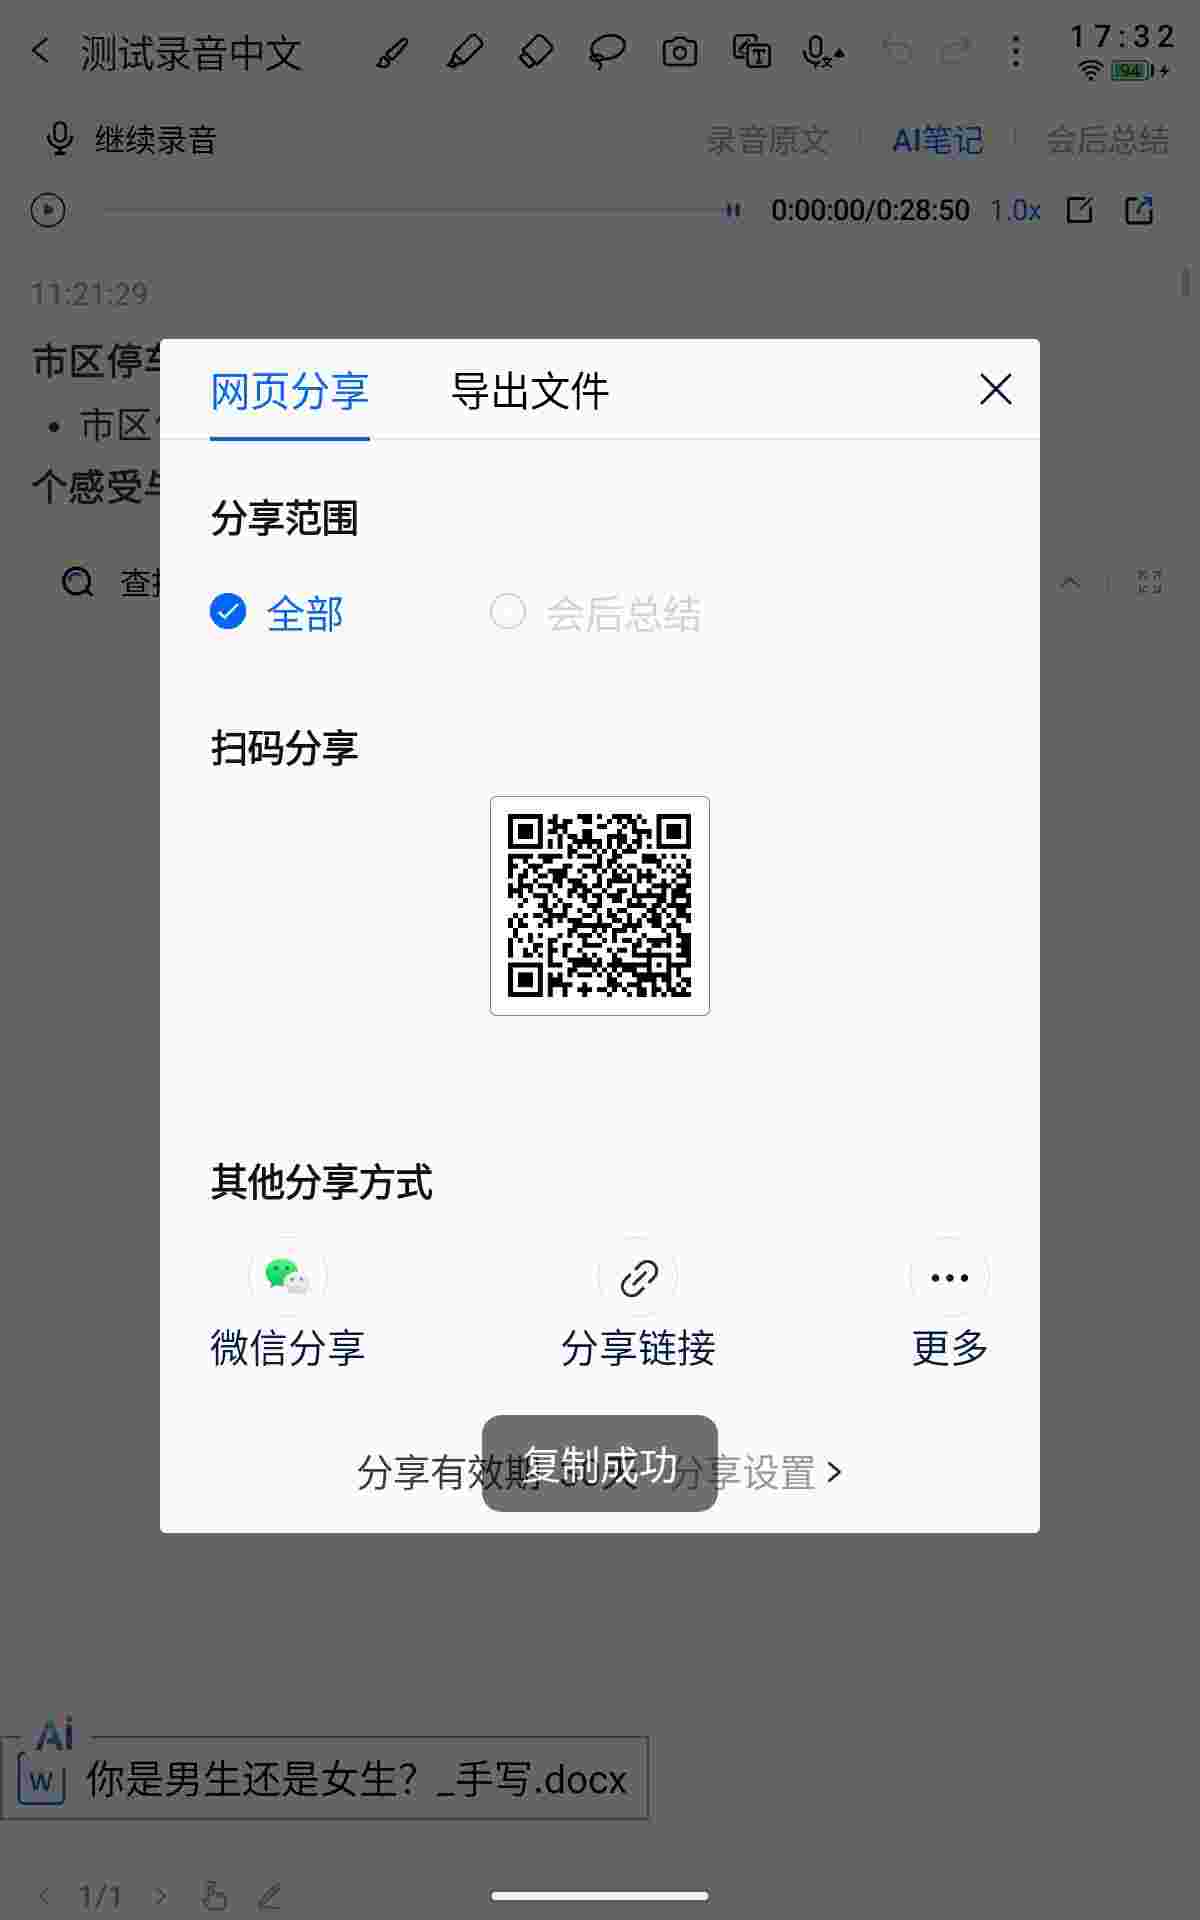 测试录音中文
17:32
94
继续录音
录音原文
AI笔记
会后总结
0:00:00/0:28:50 1.0x
11:21:29
市区停
市区
个感受与
查
网页分享
导出文件
分享范围
全部
会后总结
扫码分享
其他分享方式
微信分享
分享链接
更多
分享有效期 30天 分享设置
复制成功
Ai
W 你是男生还是女生？_手写.docx
1/1